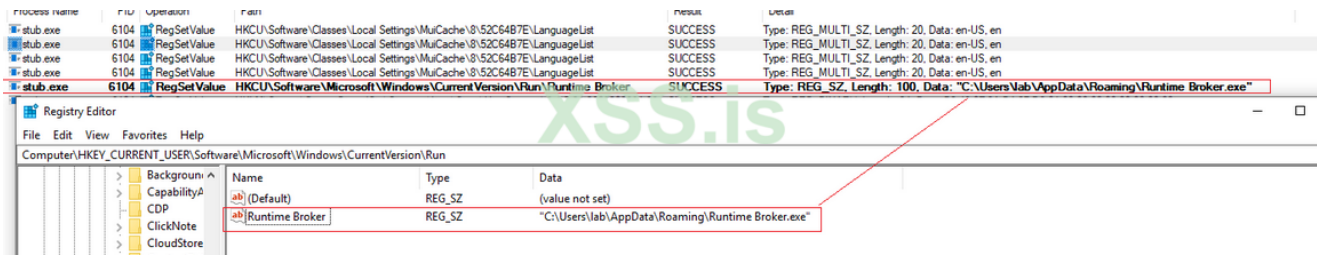 Process Name PID Operation Path Result Detail
stub.exe 6104 RegSetValue HKCU\Software\Classes\Local Settings\MuiCache\8\52C64B7E\LanguageList SUCCESS Type: REG_MULTI_SZ, Length: 20, Data: en-US, en
stub.exe 6104 RegSetValue HKCU\Software\Classes\Local Settings\MuiCache\8\52C64B7E\LanguageList SUCCESS Type: REG_MULTI_SZ, Length: 20, Data: en-US, en
stub.exe 6104 RegSetValue HKCU\Software\Classes\Local Settings\MuiCache\8\52C64B7E\LanguageList SUCCESS Type: REG_MULTI_SZ, Length: 20, Data: en-US, en
stub.exe 6104 RegSetValue HKCU\Software\Classes\Local Settings\MuiCache\8\52C64B7E\LanguageList SUCCESS Type: REG_MULTI_SZ, Length: 20, Data: en-US, en
stub.exe 6104 RegSetValue HKCU\Software\Microsoft\Windows\CurrentVersion\Run\Runtime Broker SUCCESS Type: REG_SZ, Length: 100, Data: "C:\Users\lab\AppData\Roaming\Runtime Broker.exe"
XSS.is
Registry Editor
File Edit View Favorites Help
Computer\HKEY_CURRENT_USER\Software\Microsoft\Windows\CurrentVersion\Run
Name Type Data
Background
(Default) REG_SZ (value not set)
CapabilityA
Runtime Broker REG_SZ "C:\Users\lab\AppData\Roaming\Runtime Broker.exe"
CDP
ClickNote
CloudStore